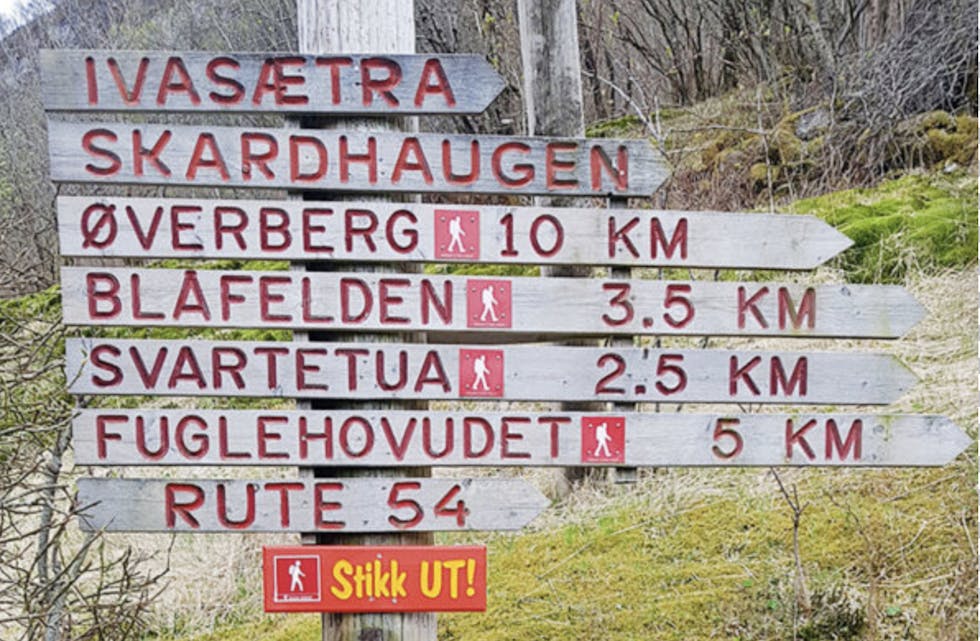 IVASÆTRA
SKARDHAUGEN
ØVERBERG 10 KM
BLÅFELDEN 3.5 KM
SVARTETUA 2.5 KM
FUGLEHOVUDET 5 KM
RUTE 54
Stikk UT!